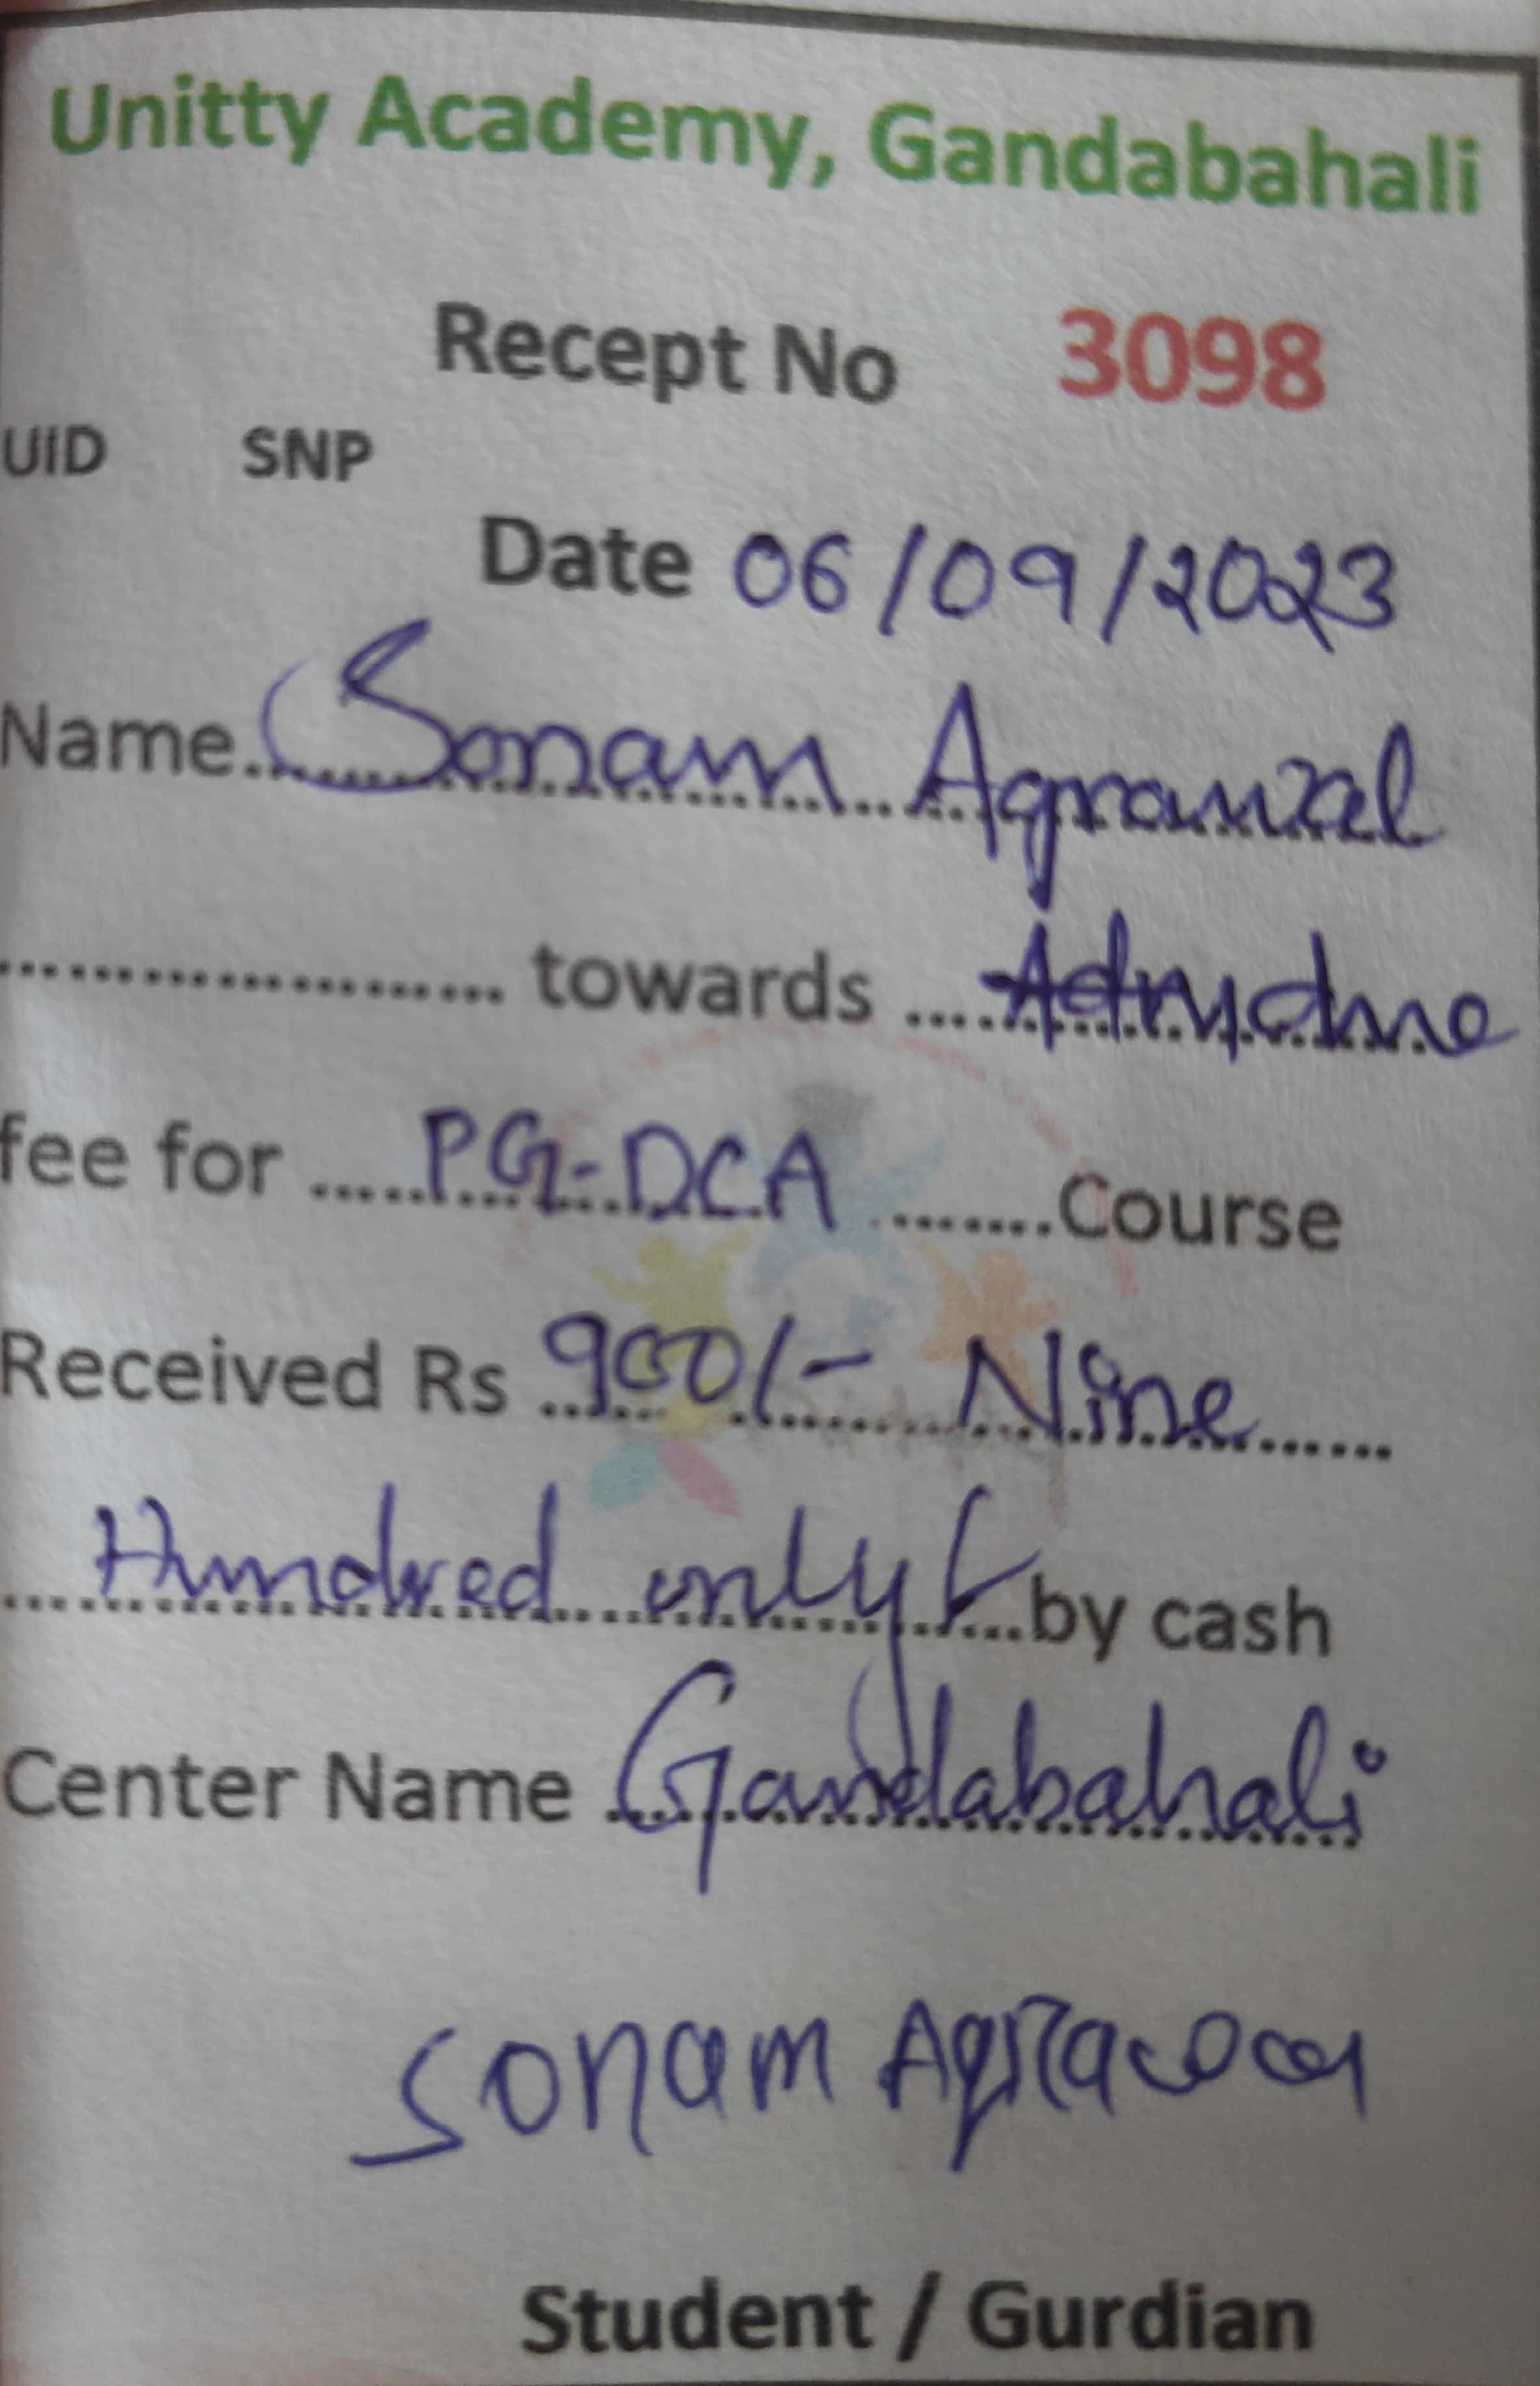 Unitty Academy, Gandabahali
Recept No 3098
UID SNP
Date 06/09/2023
Name Sonam Agrawal
.................... towards ....
fee for .....PG-DCA .......Course
Received Rs 900/- Nine......
...Hundred only by cash
Center Name Gandabahali
Sonam Agrawal
Student / Gurdian